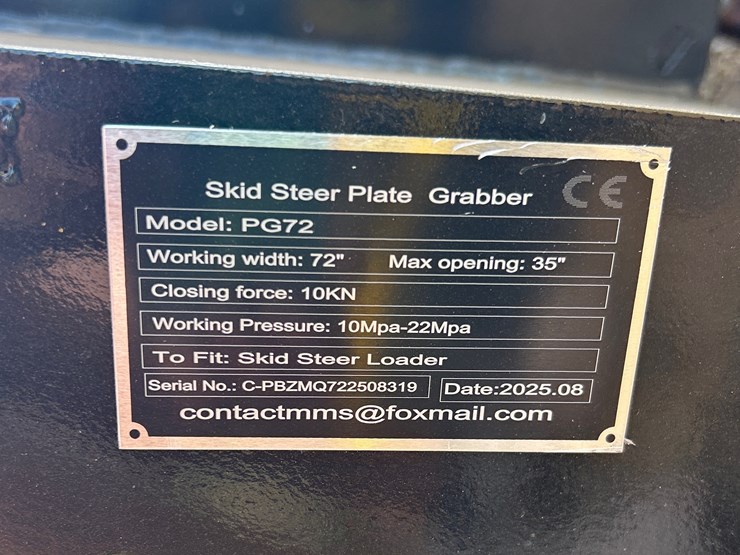 Skid Steer Plate Grabber CE
Model: PG72
Working width: 72" Max opening: 35"
Closing force: 10KN
Working Pressure: 10Mpa-22Mpa
To Fit: Skid Steer Loader
Serial No.: C-PBZMQ722508319 Date:2025.08
contactmms@foxmail.com